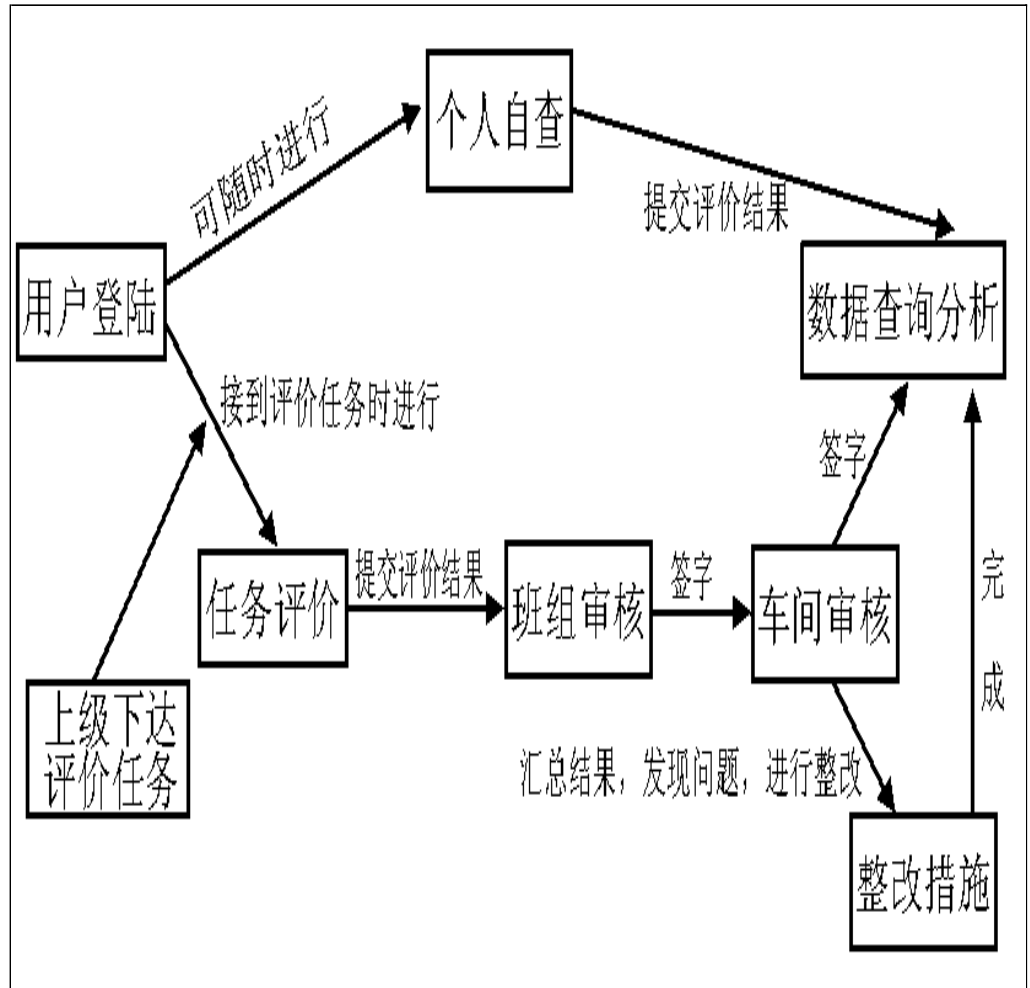 个人自查
可随时进行
提交评价结果
用户登陆
数据查询分析
接到评价任务时进行
签字
任务评价
提交评价结果
班组审核
签字
车间审核
完成
上级下达
评价任务
汇总结果，发现问题，进行整改
整改措施